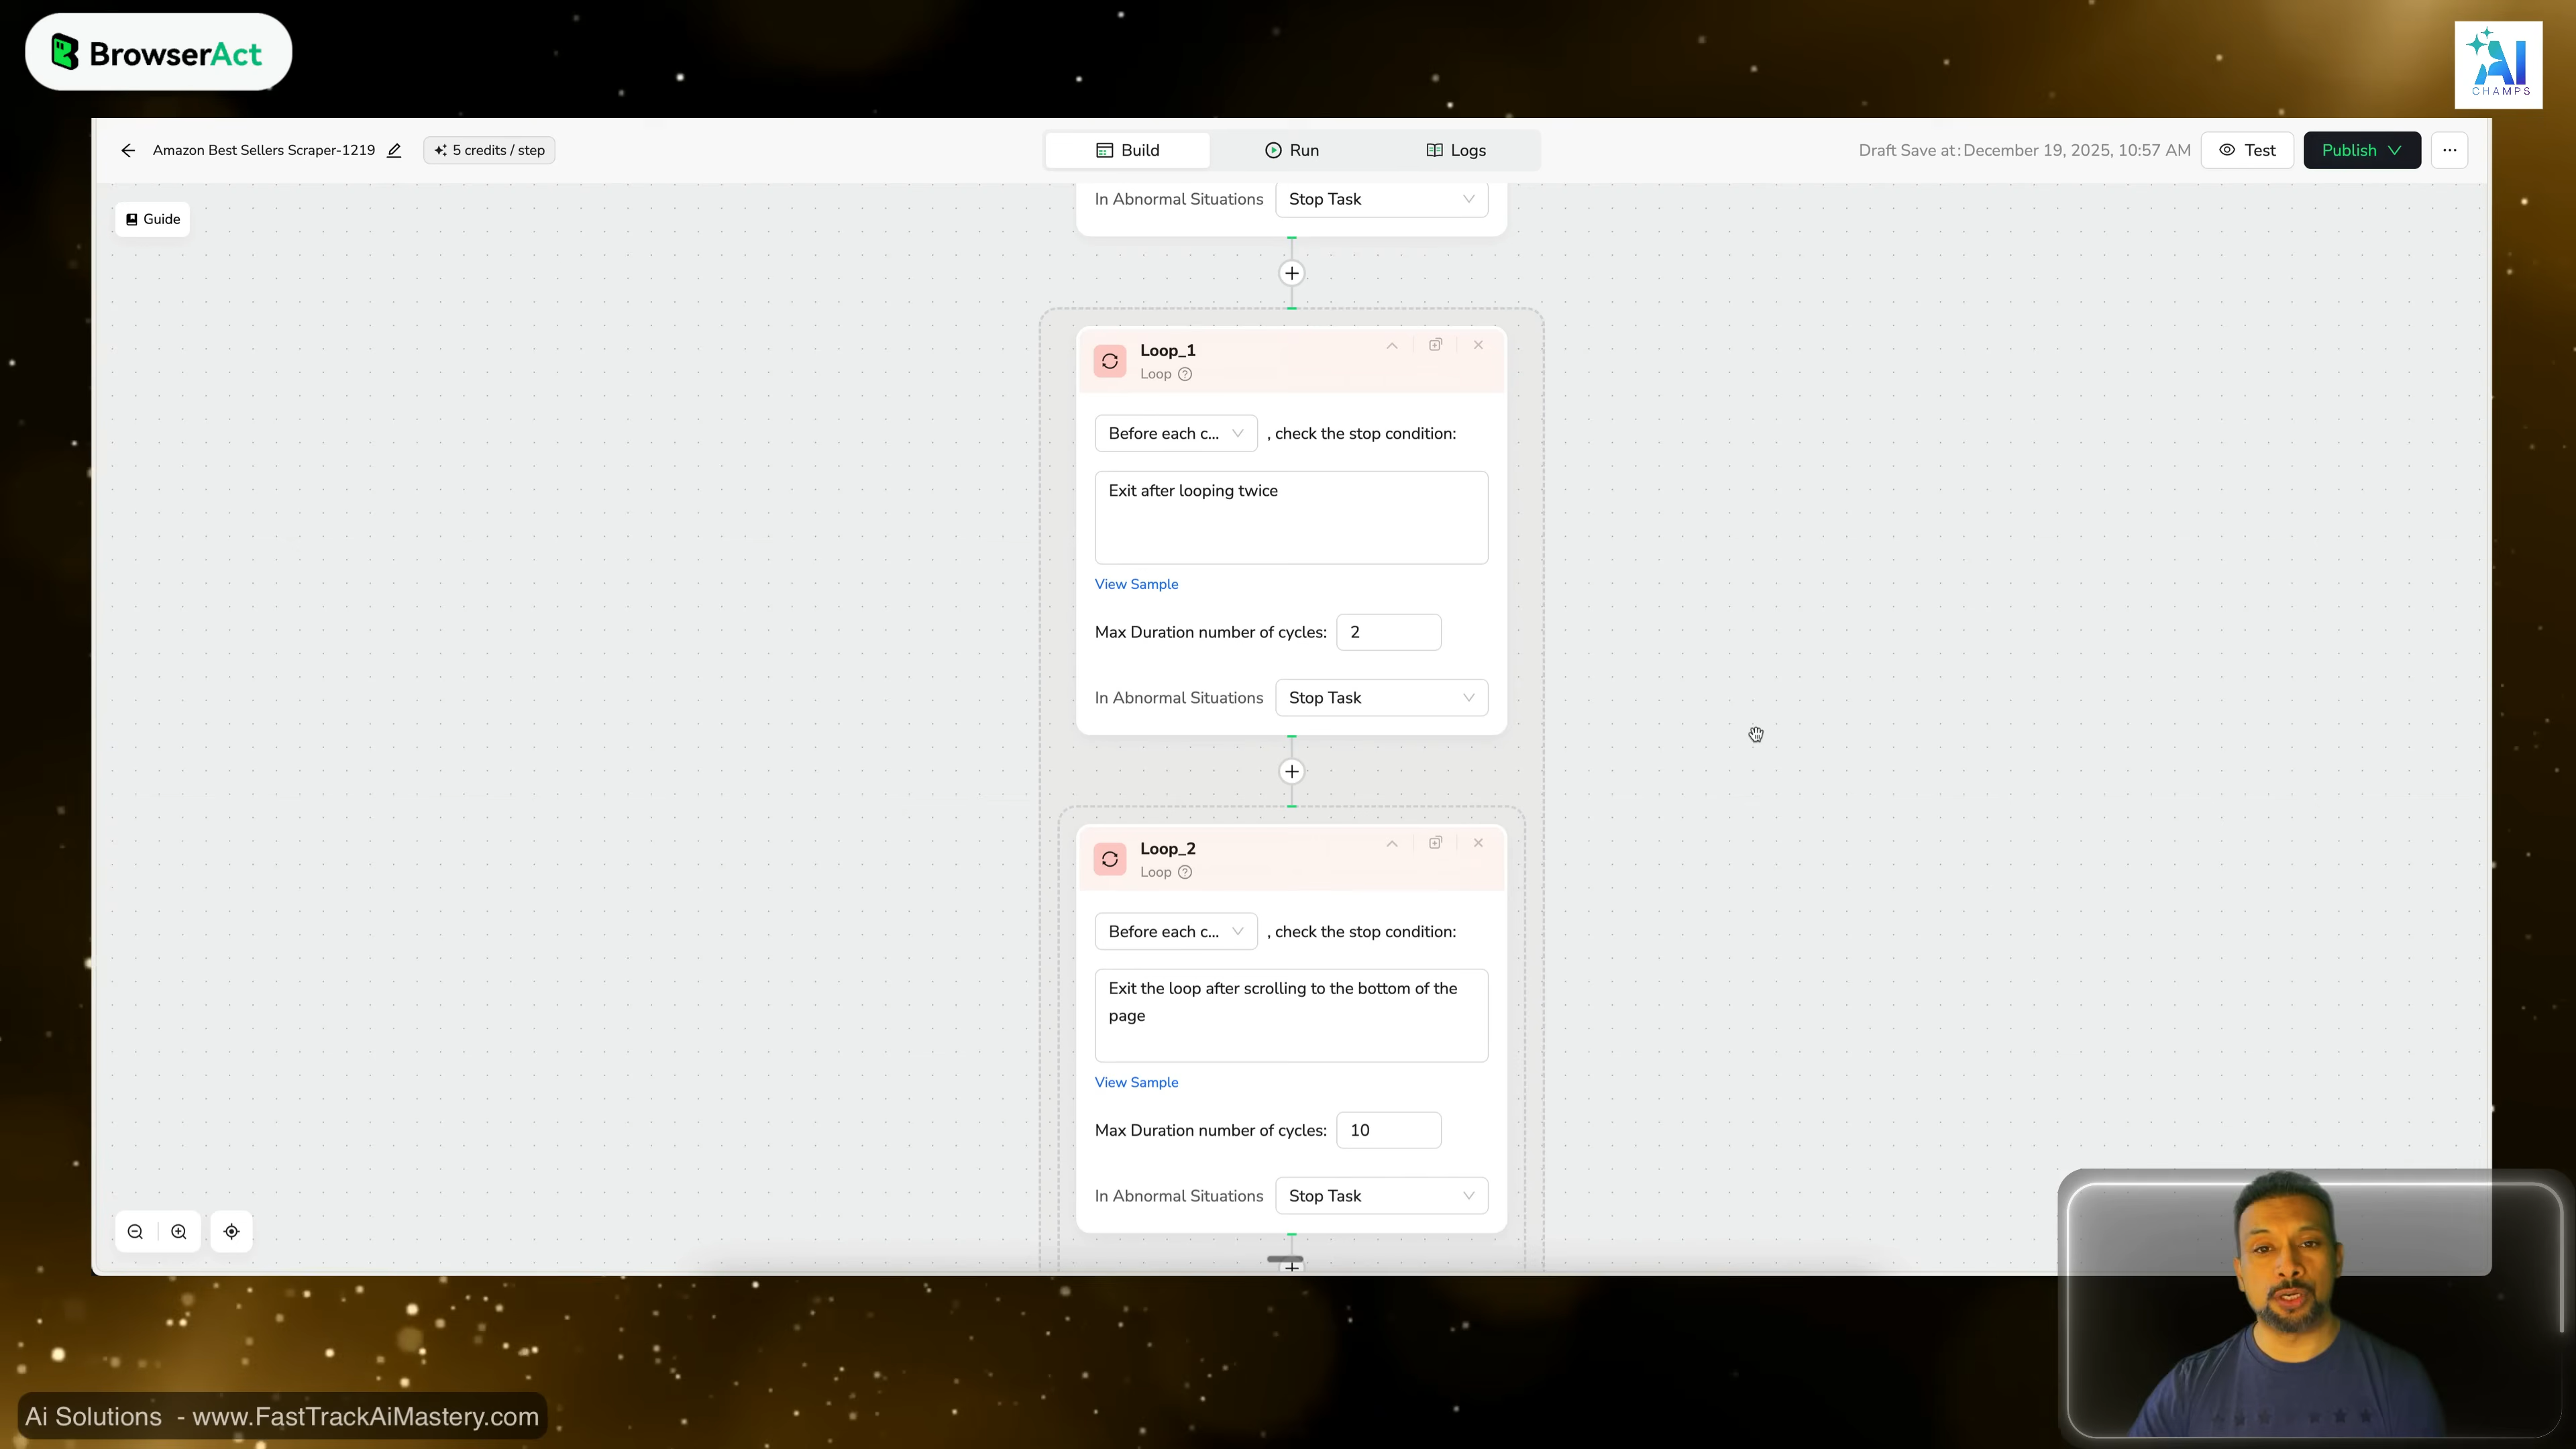 BrowserAct
AI
CHAMPS
Amazon Best Sellers Scraper-1219
5 credits / step
Build
Run
Logs
Draft Save at: December 19, 2025, 10:57 AM
Test
Publish
Guide
In Abnormal Situations
Stop Task
Loop_1
Loop
Before each c...
, check the stop condition:
Exit after looping twice
View Sample
Max Duration number of cycles:
2
In Abnormal Situations
Stop Task
Loop_2
Loop
Before each c...
, check the stop condition:
Exit the loop after scrolling to the bottom of the
page
View Sample
Max Duration number of cycles:
10
In Abnormal Situations
Stop Task
Ai Solutions - www.FastTrackAiMastery.com